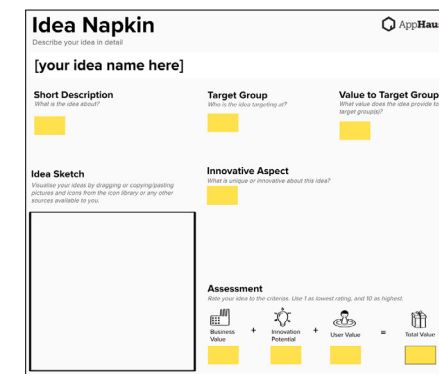 Idea Napkin
AppHaus
Describe your idea in detail
[your idea name here]
Short Description
What is the idea about?
Target Group
Who is the idea targeting at?
Value to Target Group
What value does the idea provide to
target group(s)?
Idea Sketch
Visualise your ideas by dragging or copying/pasting
pictures and icons from the icon library or any other
sources available to you.
Innovative Aspect
What is unique or innovative about this idea?
Assessment
Rate your idea to the criterias. Use 1 as lowest rating, and 10 as highest.
Business
Value
+
Innovation
Potential
+
User Value
=
Total Value